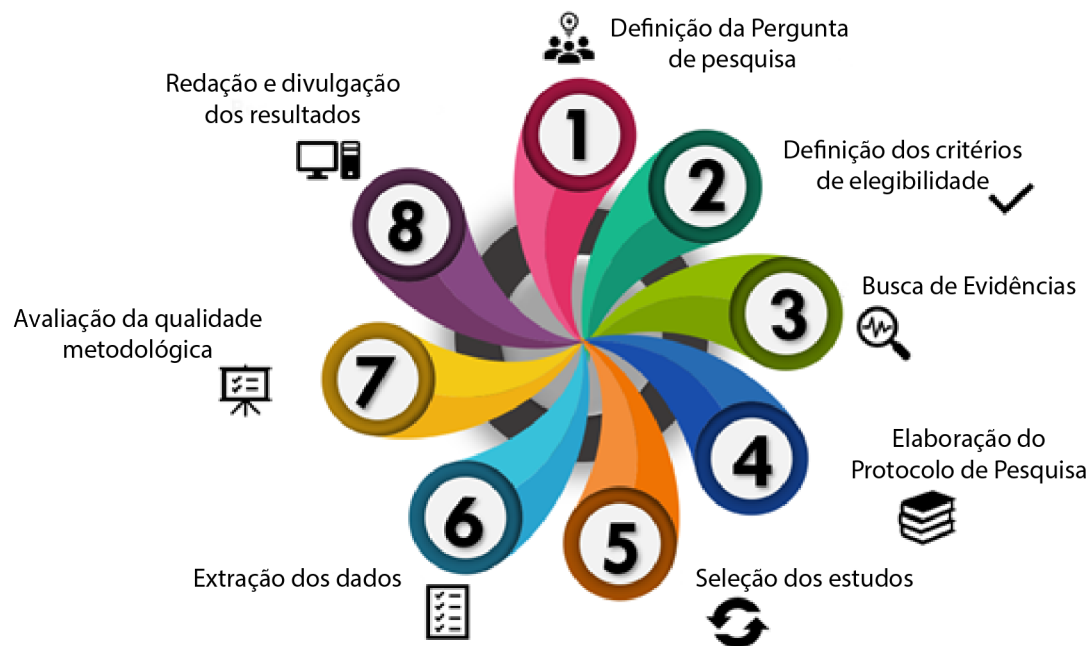 1
Definição da Pergunta
de pesquisa
2
Definição dos critérios
de elegibilidade
3
Busca de Evidências
4
Elaboração do
Protocolo de Pesquisa
5
Seleção dos estudos
6
Extração dos dados
7
Avaliação da qualidade
metodológica
8
Redação e divulgação
dos resultados